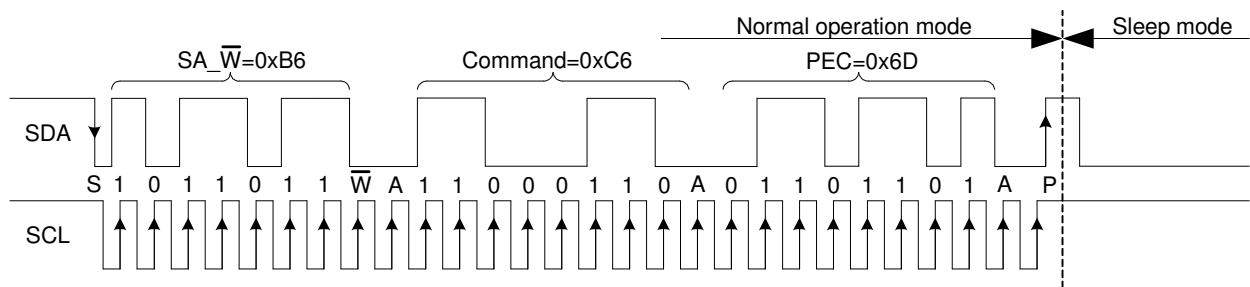 Normal operation mode Sleep mode
SA_W̅=0xB6 Command=0xC6 PEC=0x6D
SDA
S 1 0 1 1 0 1 1 W̅ A 1 1 0 0 0 1 1 0 A 0 1 1 0 1 1 0 1 A P
SCL